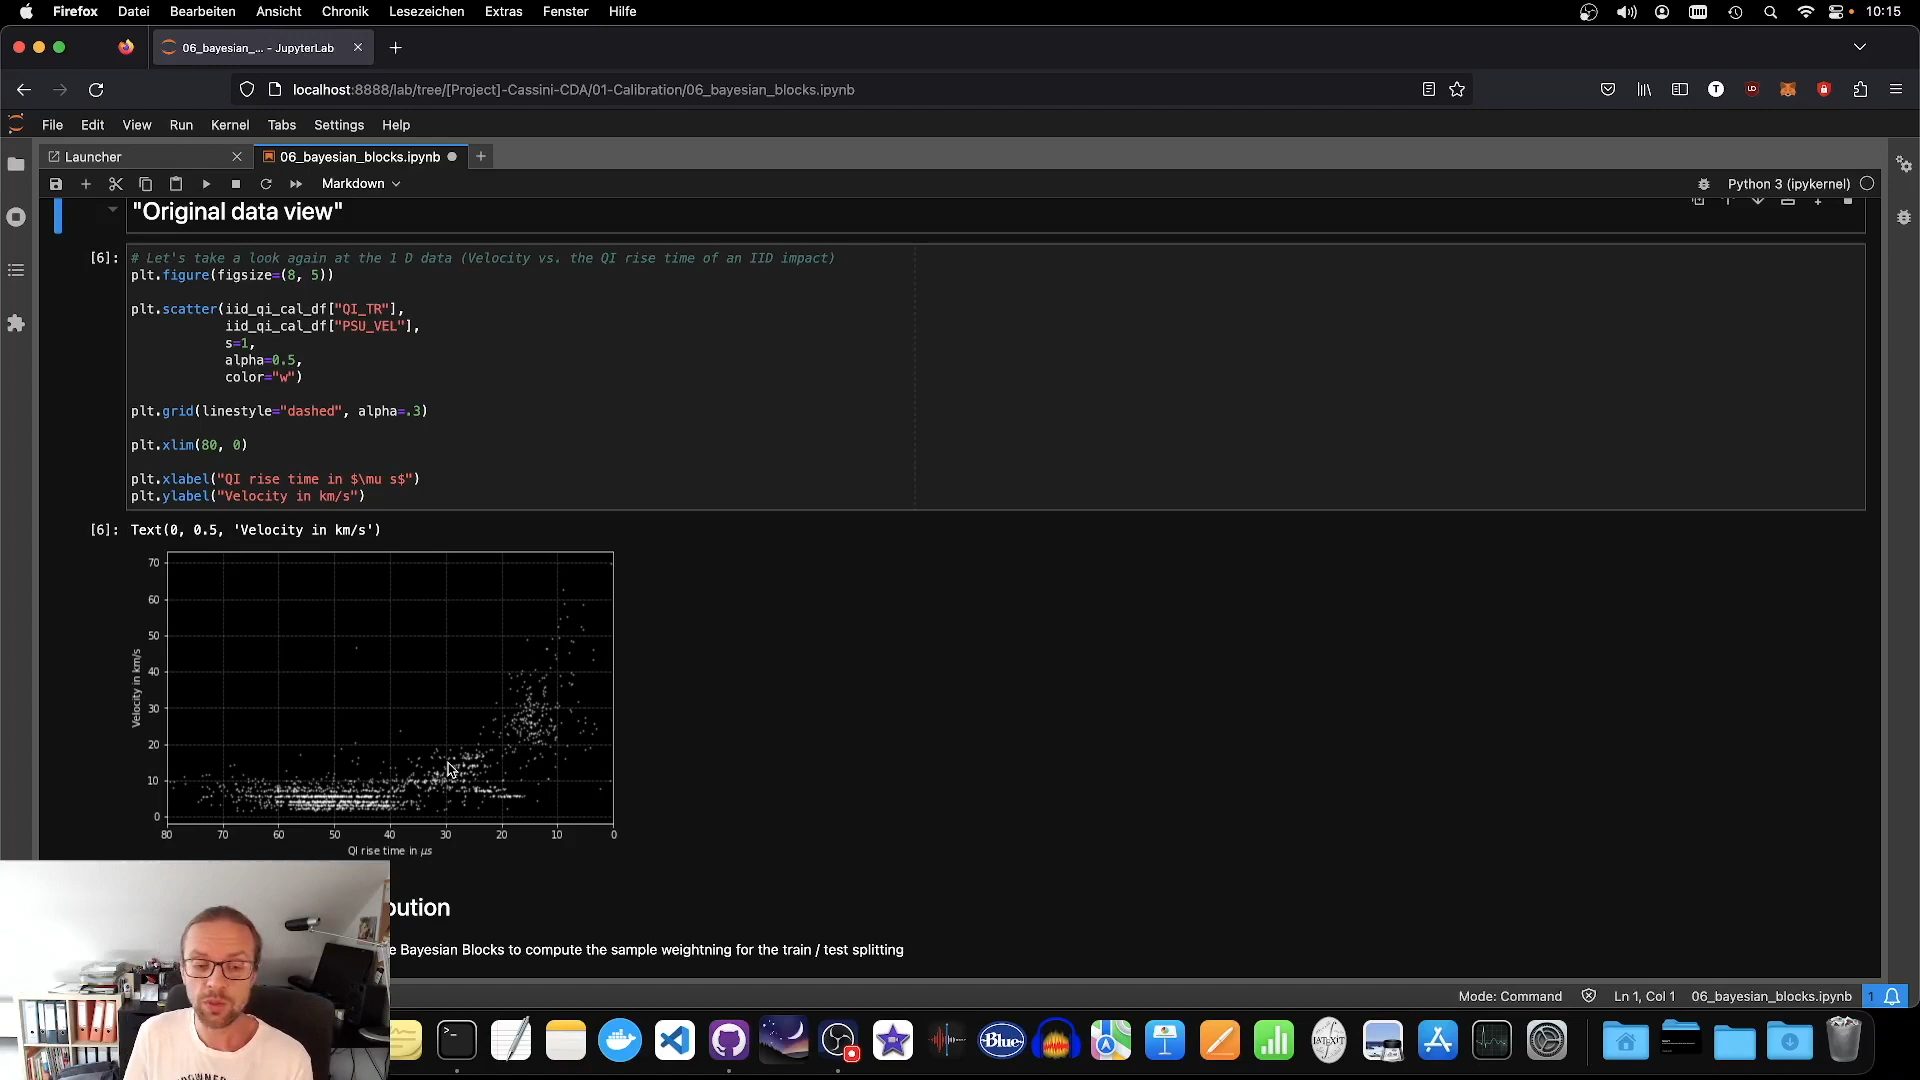 Firefox Datei Bearbeiten Ansicht Chronik Lesezeichen Extras Fenster Hilfe 10:15
06_bayesian_... - JupyterLab
localhost:8888/lab/tree/[Project]-Cassini-CDA/01-Calibration/06_bayesian_blocks.ipynb
File Edit View Run Kernel Tabs Settings Help
Launcher 06_bayesian_blocks.ipynb
Markdown Python 3 (ipykernel)
"Original data view"
[6]: # Let's take a look again at the 1 D data (Velocity vs. the QI rise time of an IID impact)
plt.figure(figsize=(8, 5))
plt.scatter(iid_qi_cal_df["QI_TR"],
iid_qi_cal_df["PSU_VEL"],
s=1,
alpha=0.5,
color="w")
plt.grid(linestyle="dashed", alpha=.3)
plt.xlim(80, 0)
plt.xlabel("QI rise time in $\mu s$")
plt.ylabel("Velocity in km/s")
[6]: Text(0, 0.5, 'Velocity in km/s')
70
60
50
40
30
20
10
0
Velocity in km/s
80 70 60 50 40 30 20 10 0
QI rise time in μs
bution
e Bayesian Blocks to compute the sample weightning for the train / test splitting
Mode: Command Ln 1, Col 1 06_bayesian_blocks.ipynb 1
Blue
LATEXIT